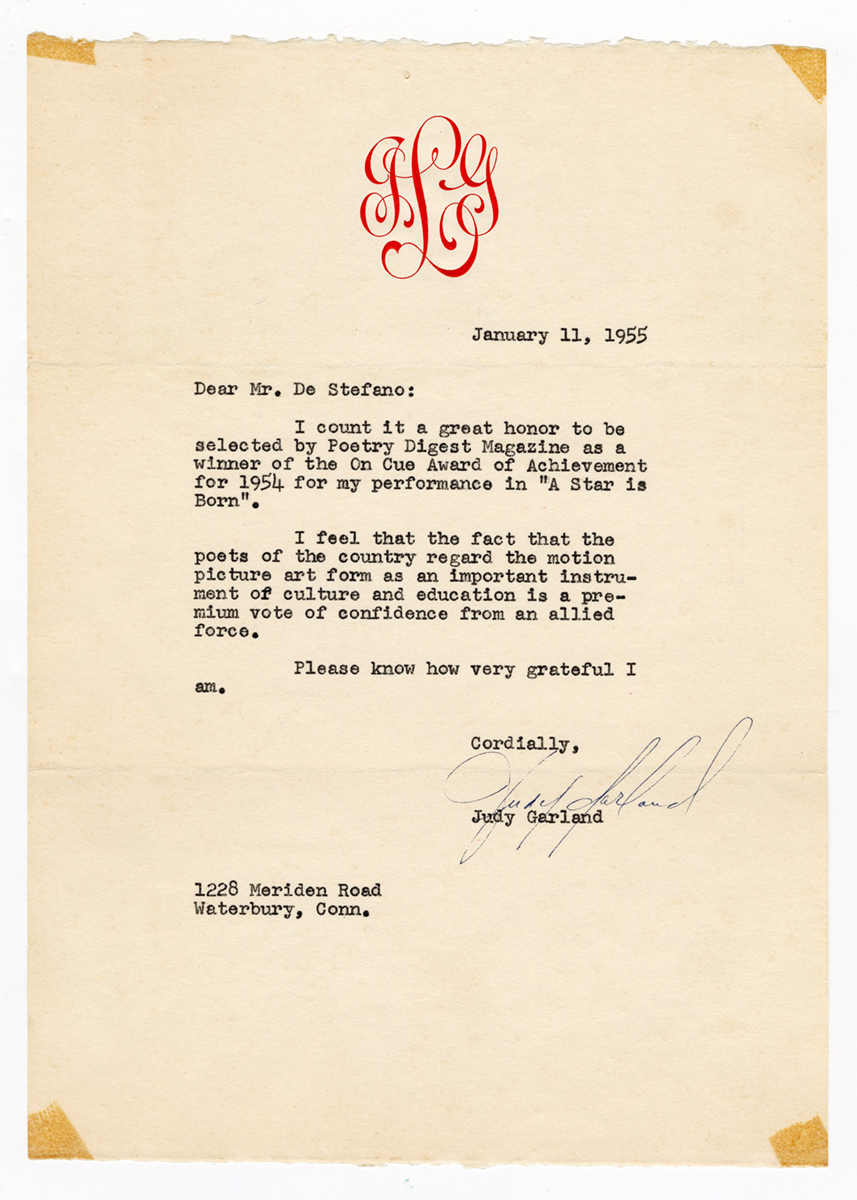 JLG
January 11, 1955
Dear Mr. De Stefano:
I count it a great honor to be
selected by Poetry Digest Magazine as a
winner of the On Cue Award of Achievement
for 1954 for my performance in "A Star is
Born".
I feel that the fact that the
poets of the country regard the motion
picture art form as an important instru-
ment of culture and education is a pre-
mium vote of confidence from an allied
force.
Please know how very grateful I
am.
Cordially,
Judy Garland
Judy Garland
1228 Meriden Road
Waterbury, Conn.